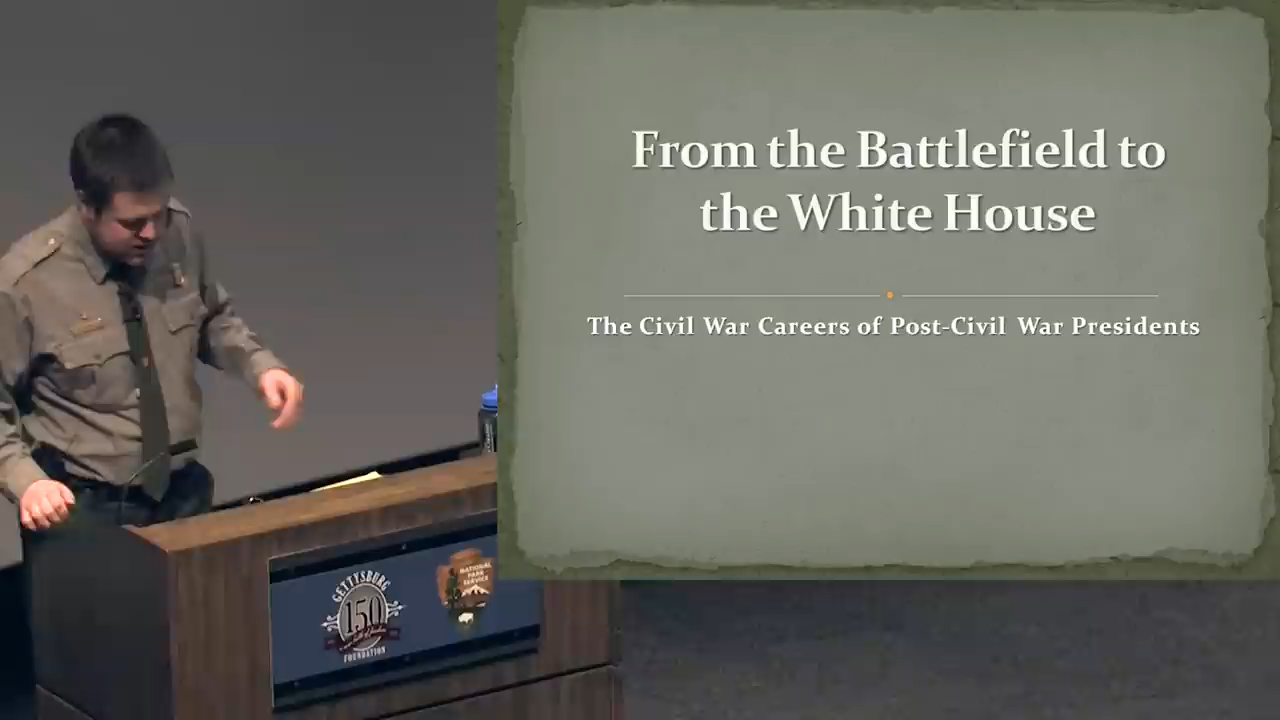 From the Battlefield to
the White House
The Civil War Careers of Post-Civil War Presidents
GETTYSBURG
150
FOUNDATION
NATIONAL
PARK
SERVICE